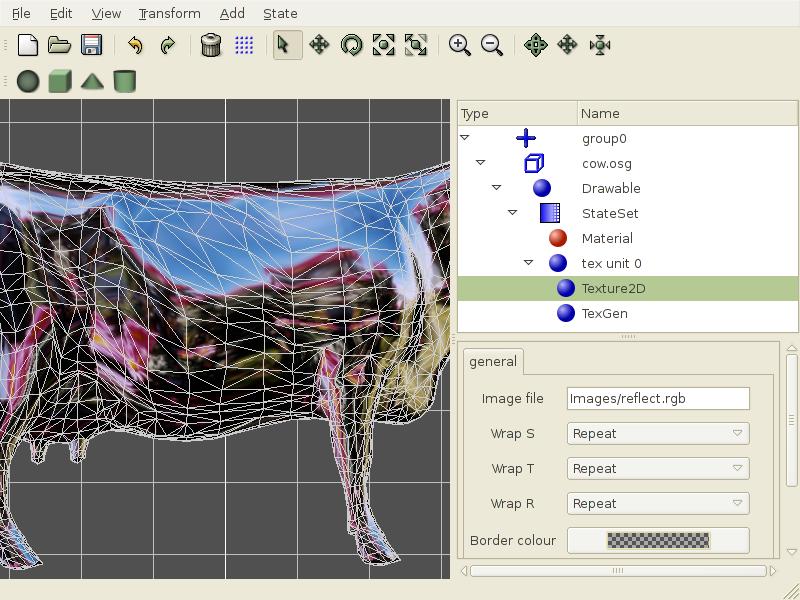 File Edit View Transform Add State
Type Name
group0
cow.osg
Drawable
StateSet
Material
tex unit 0
Texture2D
TexGen
general
Image file Images/reflect.rgb
Wrap S Repeat
Wrap T Repeat
Wrap R Repeat
Border colour